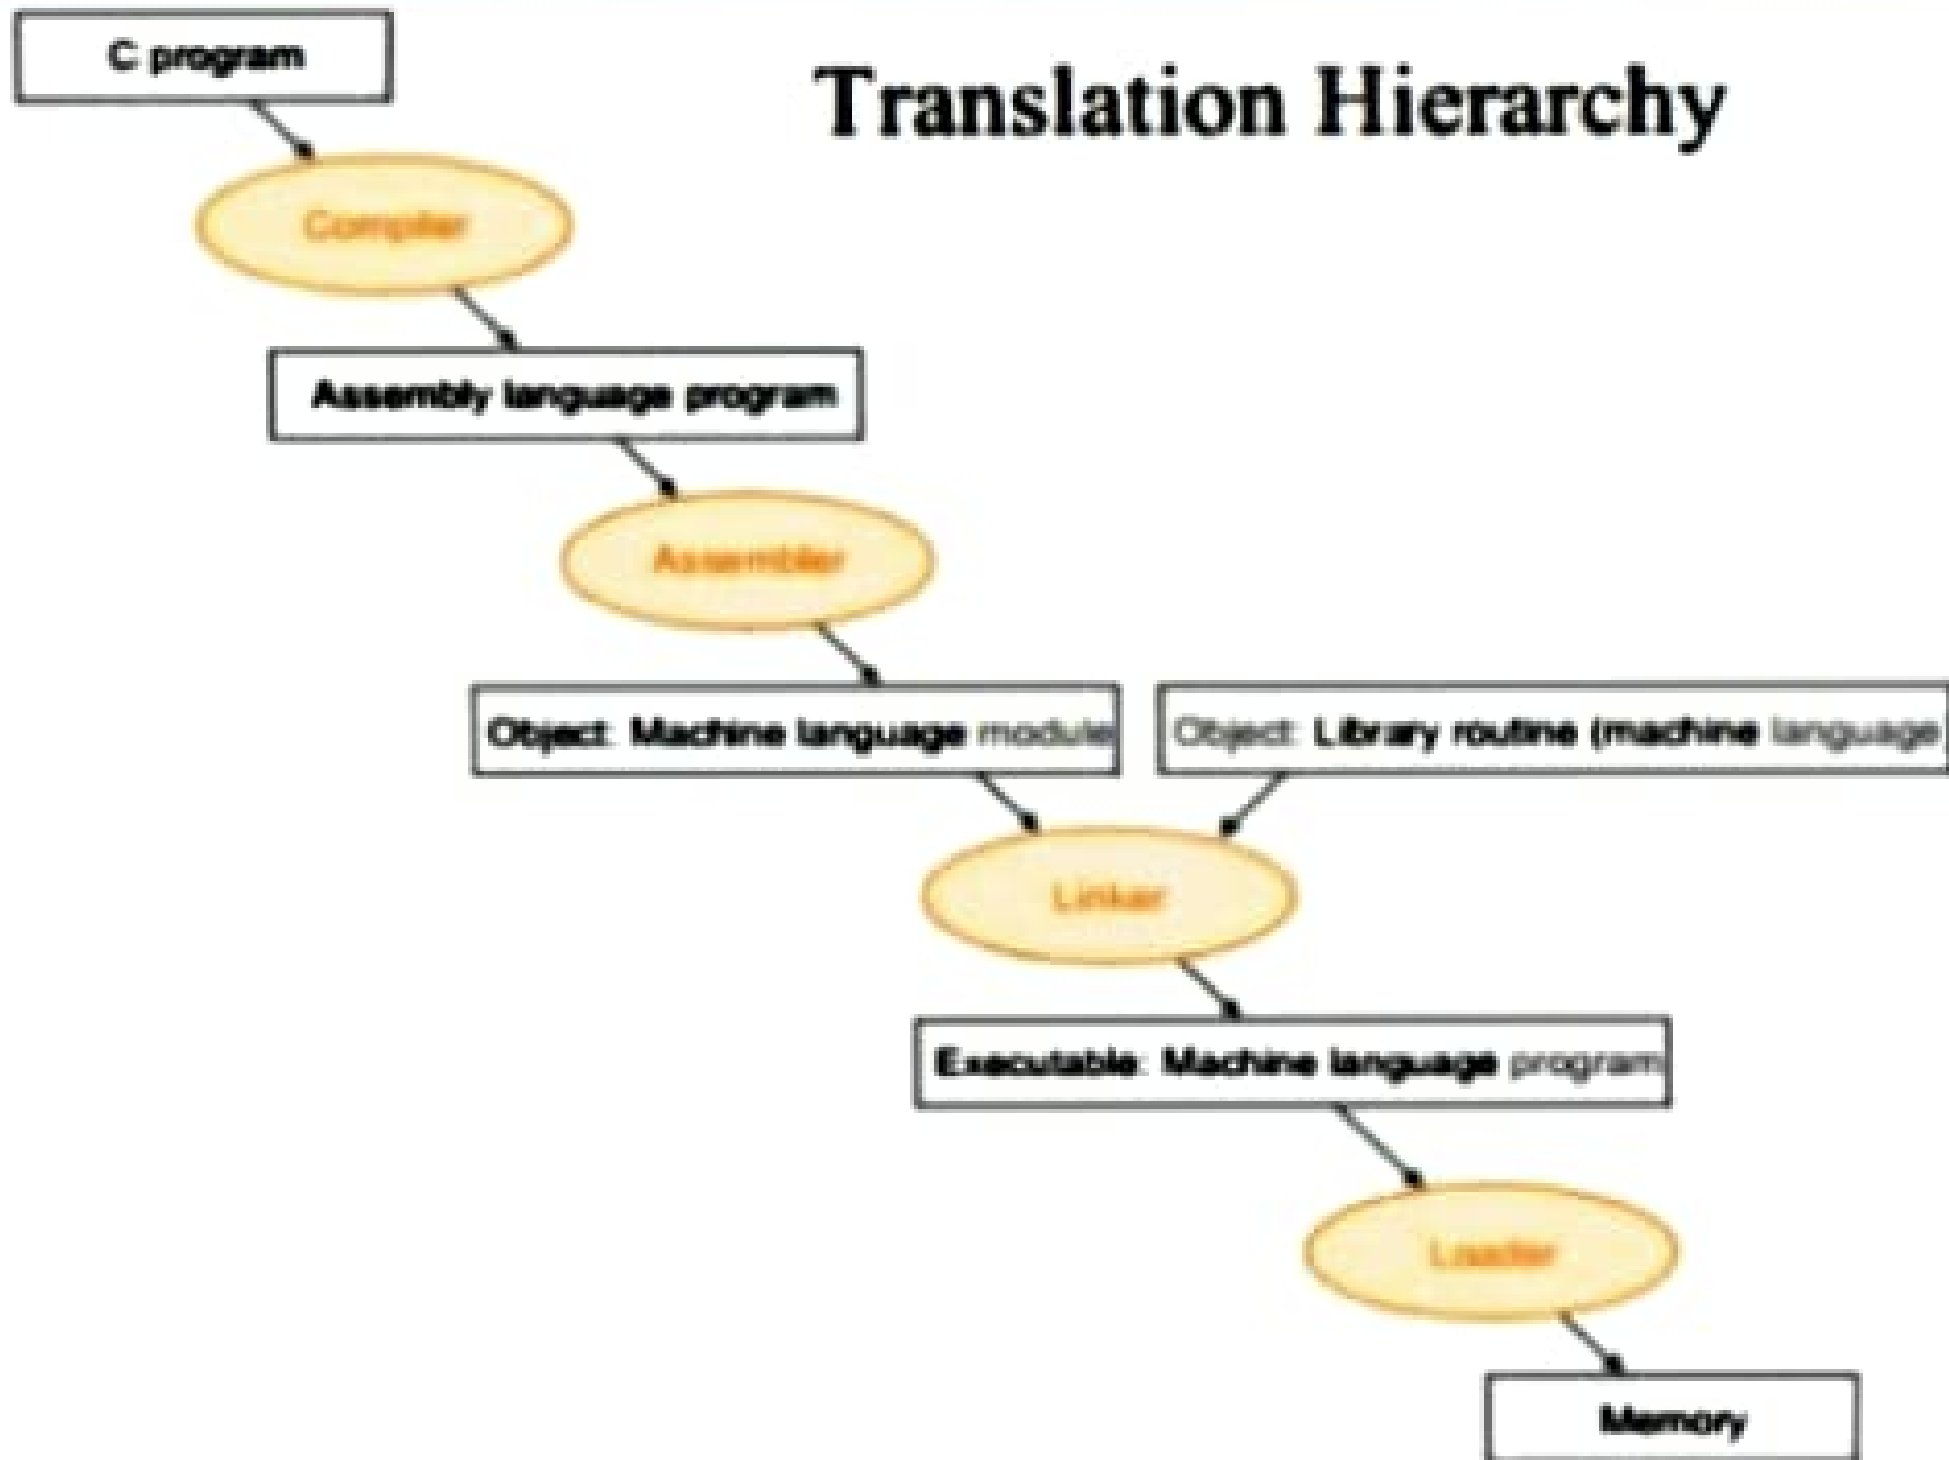 C program
Translation Hierarchy
Compiler
Assembly language program
Assembler
Object: Machine language module
Object: Library routine (machine language)
Linker
Executable: Machine language program
Loader
Memory